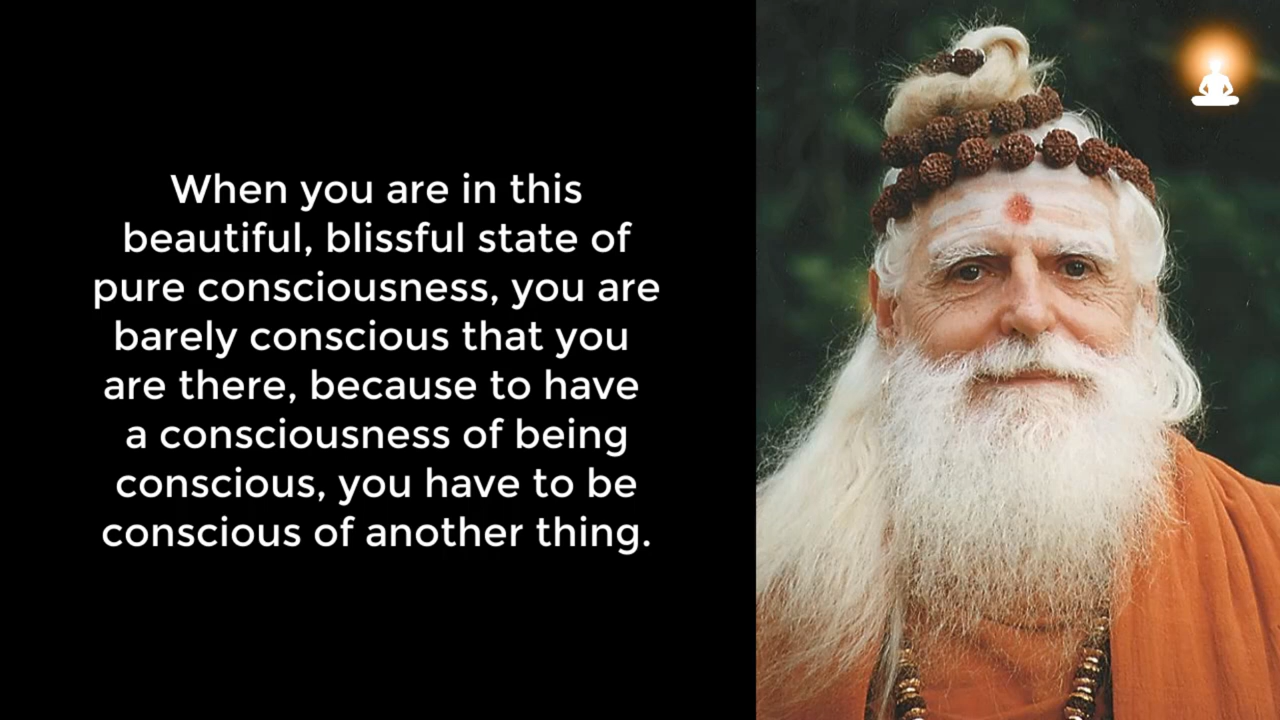 When you are in this
beautiful, blissful state of
pure consciousness, you are
barely conscious that you
are there, because to have
a consciousness of being
conscious, you have to be
conscious of another thing.